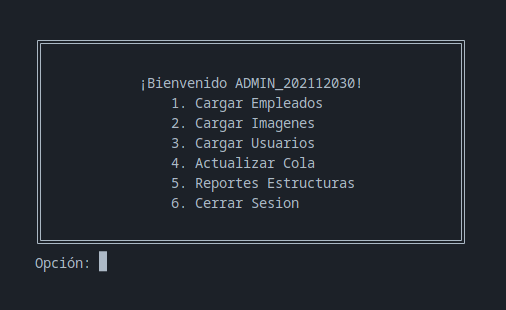 ¡Bienvenido ADMIN_202112030!
1. Cargar Empleados
2. Cargar Imagenes
3. Cargar Usuarios
4. Actualizar Cola
5. Reportes Estructuras
6. Cerrar Sesion
Opción: